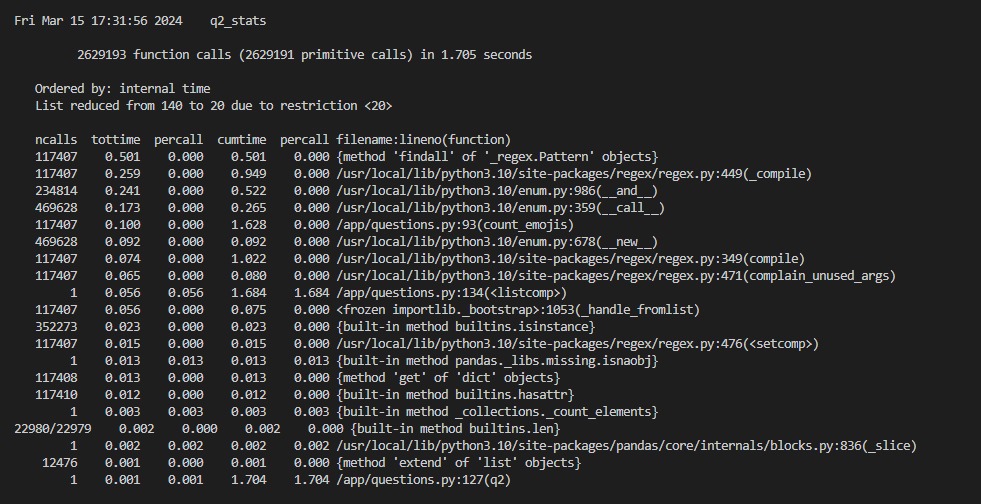 Fri Mar 15 17:31:56 2024    q2_stats
2629193 function calls (2629191 primitive calls) in 1.705 seconds
Ordered by: internal time
List reduced from 140 to 20 due to restriction <20>
ncalls  tottime  percall  cumtime  percall filename:lineno(function)
117407    0.501    0.000    0.501    0.000 {method 'findall' of '_regex.Pattern' objects}
117407    0.259    0.000    0.949    0.000 /usr/local/lib/python3.10/site-packages/regex/regex.py:449(_compile)
234814    0.241    0.000    0.522    0.000 /usr/local/lib/python3.10/enum.py:986(__and__)
469628    0.173    0.000    0.265    0.000 /usr/local/lib/python3.10/enum.py:359(__call__)
117407    0.100    0.000    1.628    0.000 /app/questions.py:93(count_emojis)
469628    0.092    0.000    0.092    0.000 /usr/local/lib/python3.10/enum.py:678(__new__)
117407    0.074    0.000    1.022    0.000 /usr/local/lib/python3.10/site-packages/regex/regex.py:349(compile)
117407    0.065    0.000    0.080    0.000 /usr/local/lib/python3.10/site-packages/regex/regex.py:471(complain_unused_args)
1    0.056    0.056    1.684    1.684 /app/questions.py:134(<listcomp>)
117407    0.056    0.000    0.075    0.000 <frozen importlib._bootstrap>:1053(_handle_fromlist)
352273    0.023    0.000    0.023    0.000 {built-in method builtins.isinstance}
117407    0.015    0.000    0.015    0.000 /usr/local/lib/python3.10/site-packages/regex/regex.py:476(<setcomp>)
1    0.013    0.013    0.013    0.013 {built-in method pandas._libs.missing.isnaobj}
117408    0.013    0.000    0.013    0.000 {method 'get' of 'dict' objects}
117410    0.012    0.000    0.012    0.000 {built-in method builtins.hasattr}
1    0.003    0.003    0.003    0.003 {built-in method _collections._count_elements}
22980/22979    0.002    0.000    0.002    0.000 {built-in method builtins.len}
1    0.002    0.002    0.002    0.002 /usr/local/lib/python3.10/site-packages/pandas/core/internals/blocks.py:836(_slice)
12476    0.001    0.000    0.001    0.000 {method 'extend' of 'list' objects}
1    0.001    0.001    1.704    1.704 /app/questions.py:127(q2)